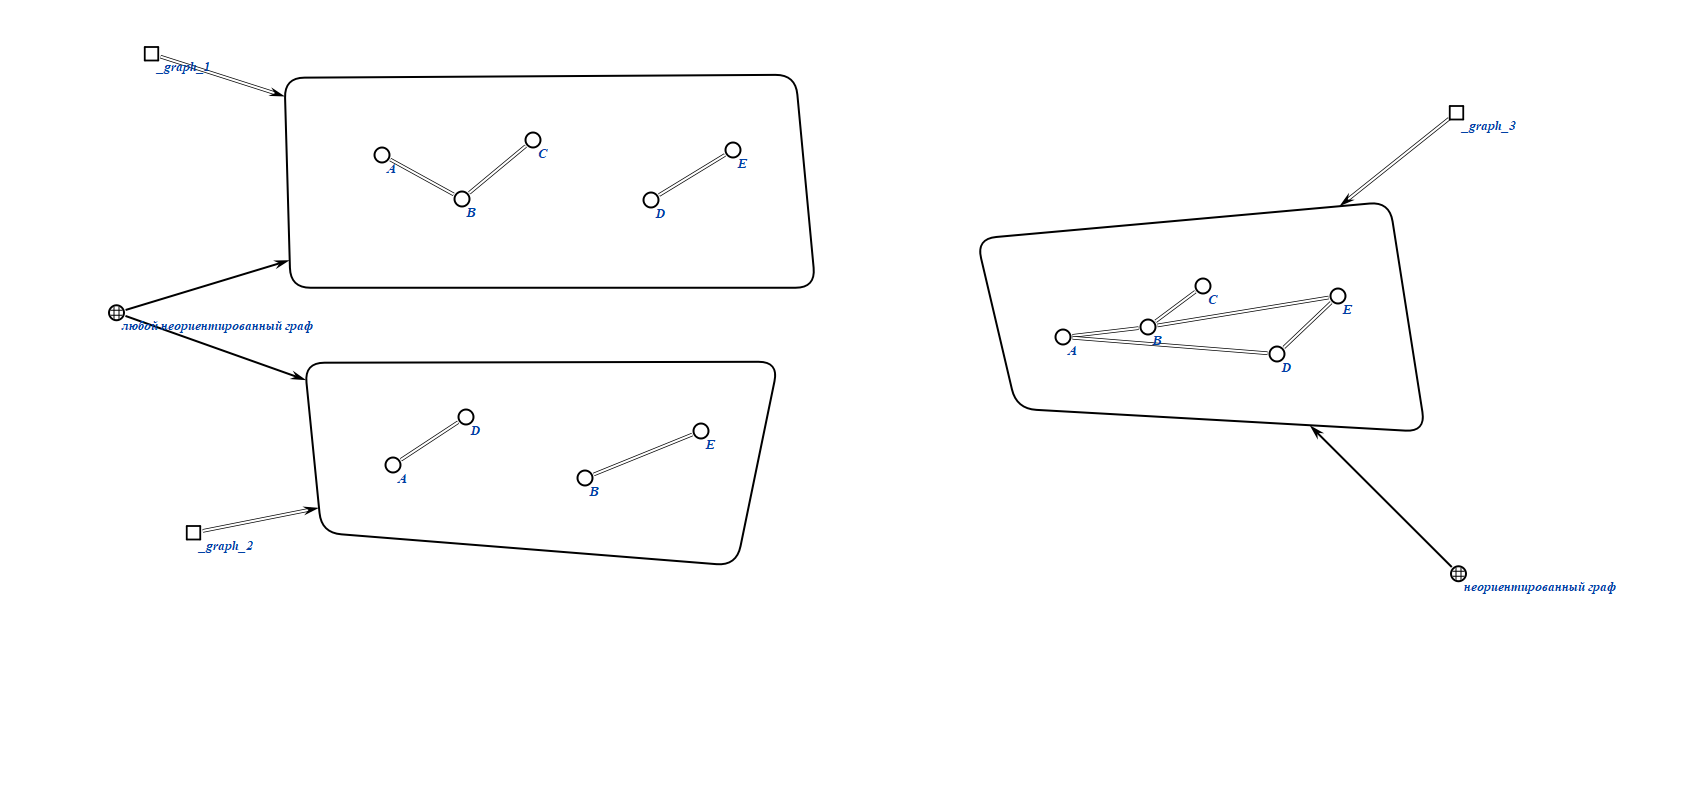 _graph_1
A
C
B
E
D
любой неориентированный граф
D
A
E
B
_graph_2
_graph_3
C
E
B
A
D
неориентированный граф